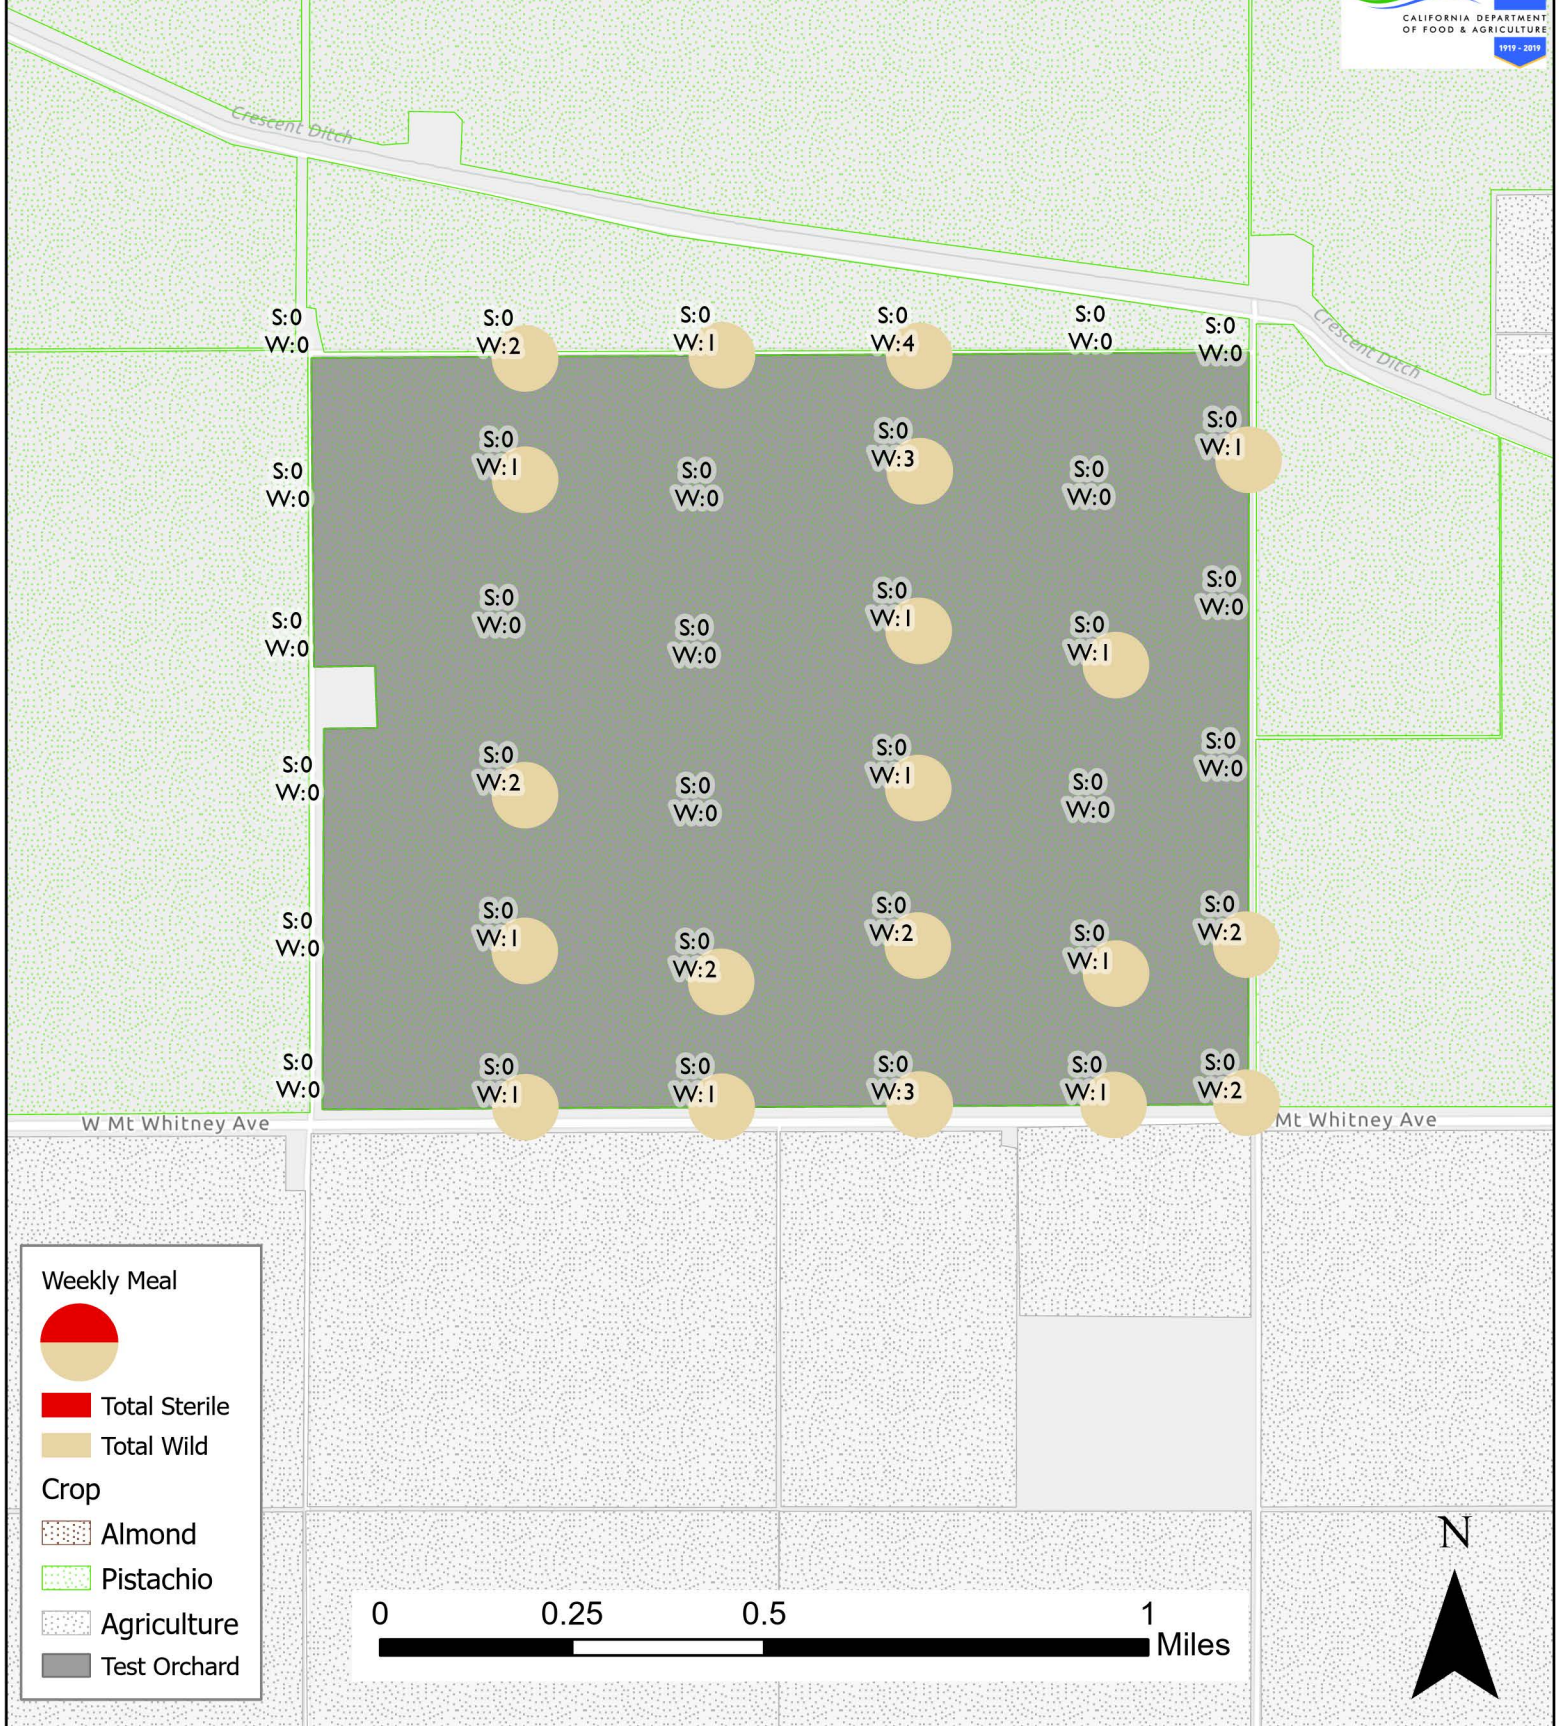 CALIFORNIA DEPARTMENT
OF FOOD & AGRICULTURE
1919 - 2019
Crescent Ditch
Crescent Ditch
S:0
W:0
S:0
W:2
S:0
W:1
S:0
W:4
S:0
W:0
S:0
W:0
S:0
W:0
S:0
W:1
S:0
W:0
S:0
W:3
S:0
W:0
S:0
W:1
S:0
W:0
S:0
W:0
S:0
W:0
S:0
W:1
S:0
W:1
S:0
W:0
S:0
W:0
S:0
W:2
S:0
W:0
S:0
W:1
S:0
W:0
S:0
W:0
S:0
W:0
S:0
W:1
S:0
W:2
S:0
W:2
S:0
W:1
S:0
W:2
S:0
W:0
S:0
W:1
S:0
W:1
S:0
W:3
S:0
W:1
S:0
W:2
W Mt Whitney Ave
Mt Whitney Ave
Weekly Meal
Total Sterile
Total Wild
Crop
Almond
Pistachio
Agriculture
Test Orchard
0 0.25 0.5 1
Miles
N